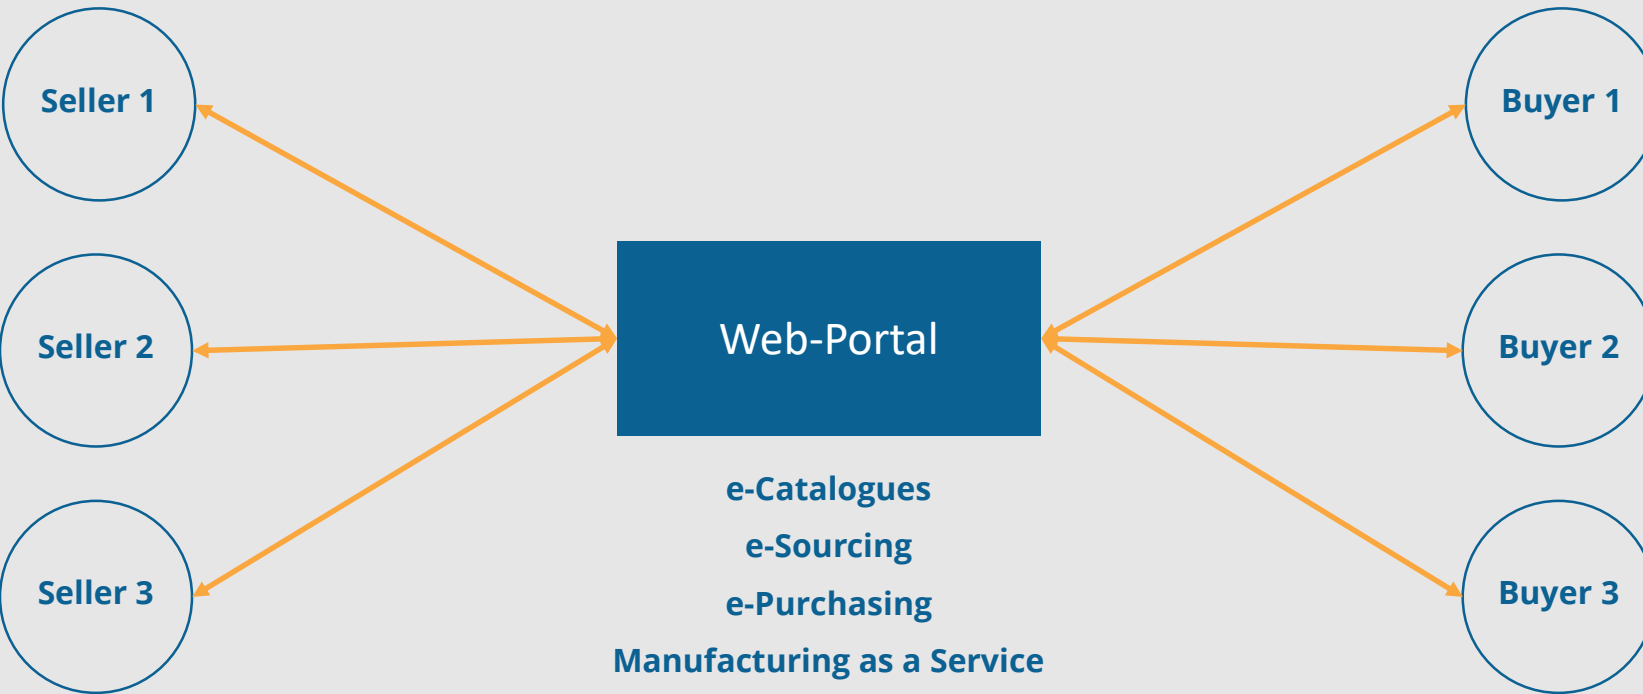 Seller 1
Buyer 1
Seller 2
Web-Portal
Buyer 2
e-Catalogues
e-Sourcing
Seller 3
e-Purchasing
Buyer 3
Manufacturing as a Service